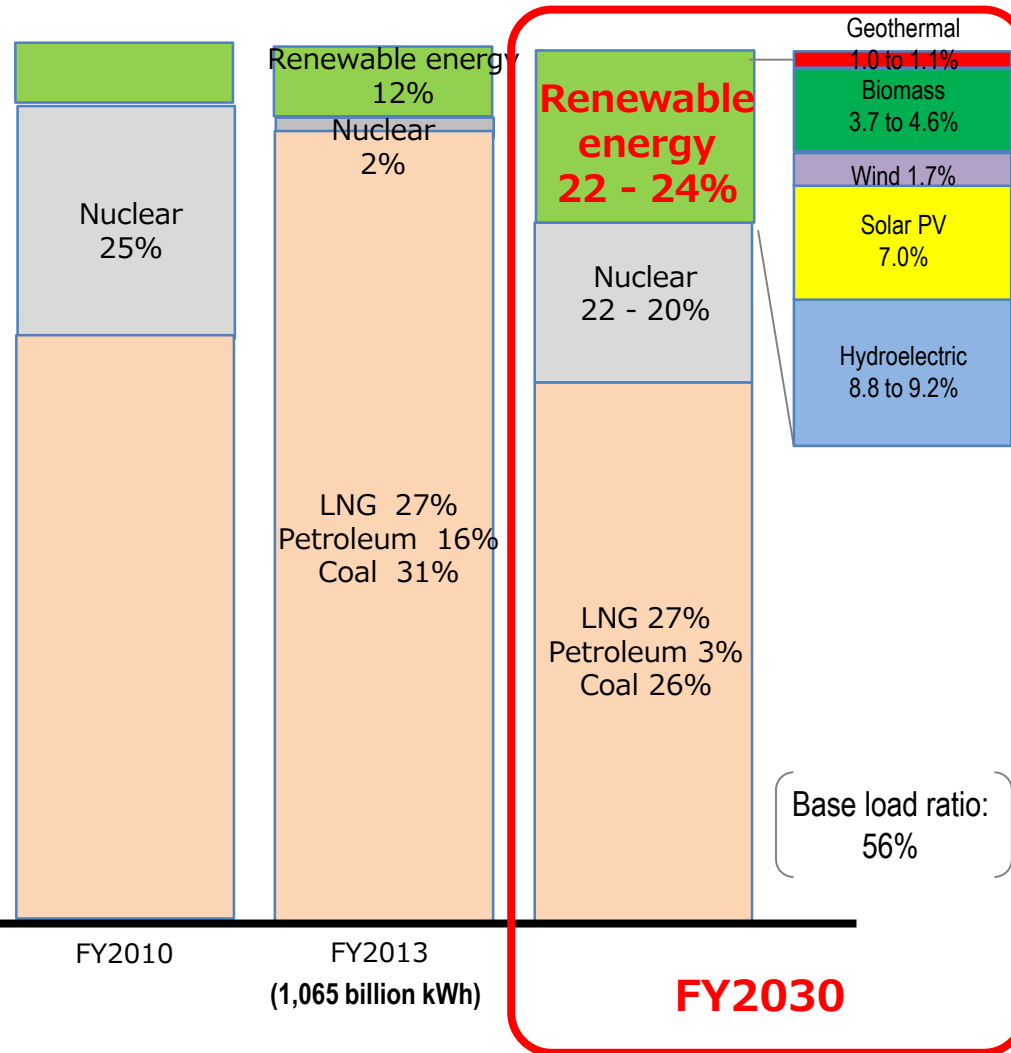 Nuclear
25%
FY2010
Renewable energy
12%
Nuclear
2%
LNG 27%
Petroleum 16%
Coal 31%
FY2013
(1,065 billion kWh)
Renewable
energy
22 - 24%
Nuclear
22 - 20%
LNG 27%
Petroleum 3%
Coal 26%
Geothermal
1.0 to 1.1%
Biomass
3.7 to 4.6%
Wind 1.7%
Solar PV
7.0%
Hydroelectric
8.8 to 9.2%
Base load ratio:
56%
FY2030